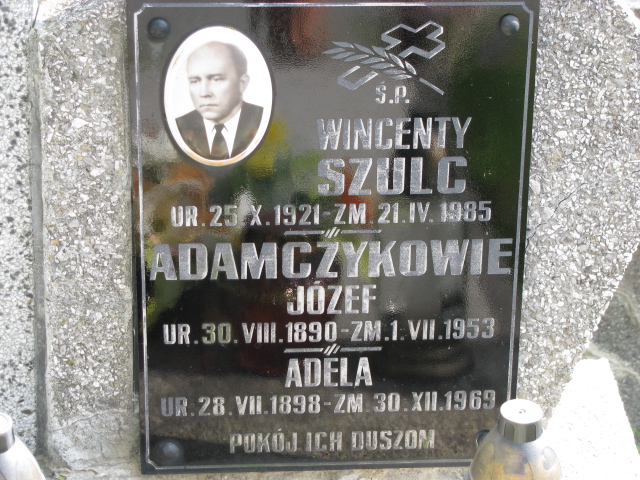 Ś.P.
WINCENTY
SZULC
UR. 25. X. 1921 - ZM. 21. IV. 1985
ADAMCZYKOWIE
JÓZEF
UR. 30. VIII. 1890 - ZM. 1. VII. 1953
ADELA
UR. 28. VII. 1898 - ZM. 30. XII. 1969
POKÓJ ICH DUSZOM